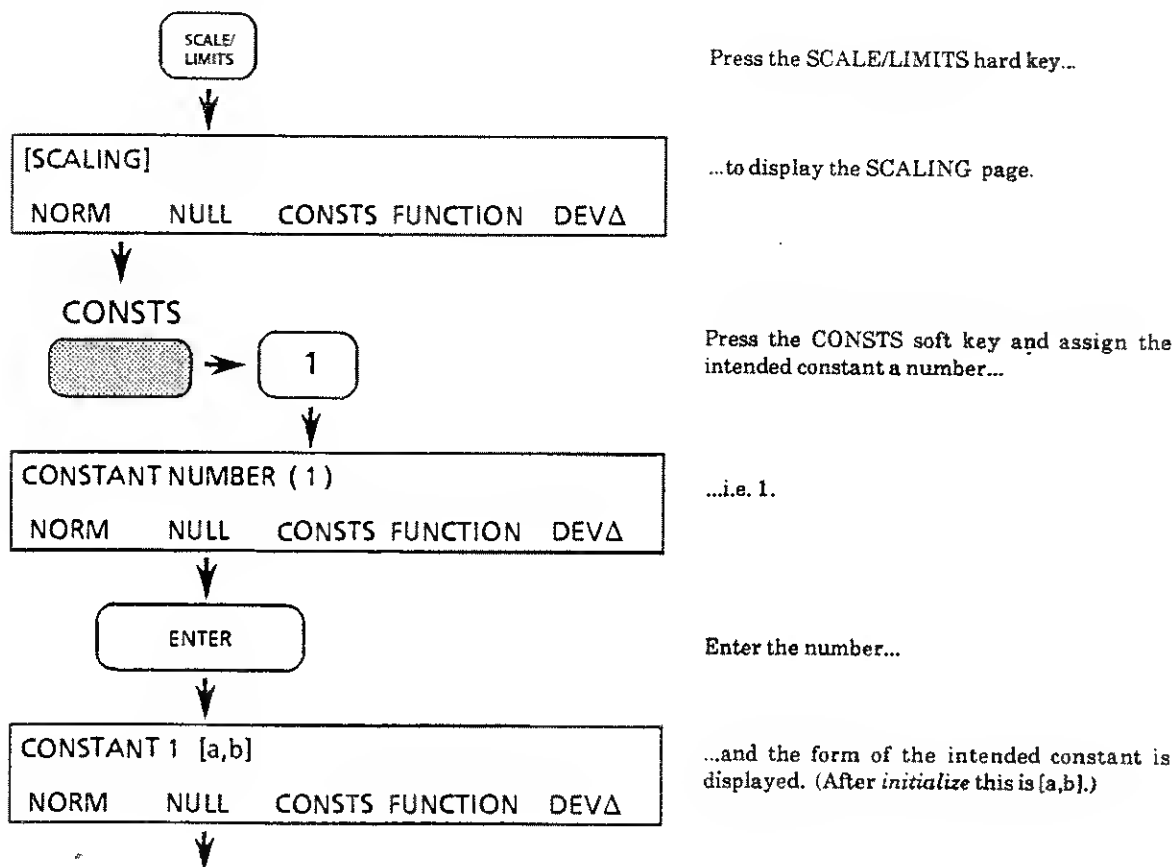 SCALE/
LIMITS
Press the SCALE/LIMITS hard key...
[SCALING]
NORM NULL CONSTS FUNCTION DEVΔ
...to display the SCALING page.
CONSTS
1
Press the CONSTS soft key and assign the
intended constant a number...
CONSTANT NUMBER ( 1 )
NORM NULL CONSTS FUNCTION DEVΔ
...i.e. 1.
ENTER
Enter the number...
CONSTANT 1 [a,b]
NORM NULL CONSTS FUNCTION DEVΔ
...and the form of the intended constant is
displayed. (After initialize this is [a,b].)